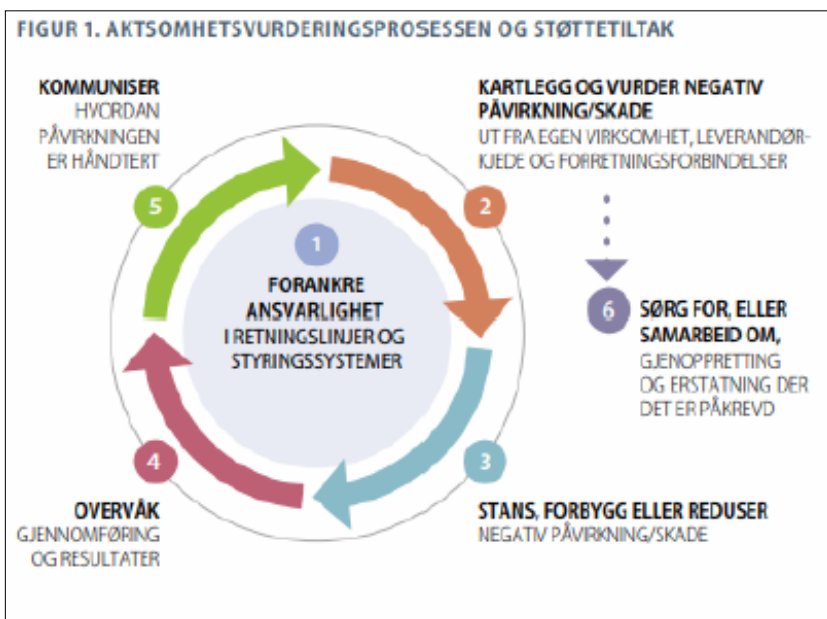 FIGUR 1. AKTSOMHETSVURDERINGSPROSESSEN OG STØTTETILTAK
1
FORANKRE
ANSVARLIGHET
I RETNINGSLINJER OG
STYRINGSSYSTEMER
2
KARTLEGG OG VURDER NEGATIV
PÅVIRKNING/SKADE
UT FRA EGEN VIRKSOMHET, LEVERANDØR-
KJEDE OG FORRETNINGSFORBINDELSER
3
STANS, FORBYGG ELLER REDUSER
NEGATIV PÅVIRKNING/SKADE
4
OVERVÅK
GJENNOMFØRING
OG RESULTATER
5
KOMMUNISER
HVORDAN
PÅVIRKNINGEN
ER HÅNDTERT
6
SØRG FOR, ELLER
SAMARBEID OM,
GJENOPPRETTING
OG ERSTATNING DER
DET ER PÅKREVD